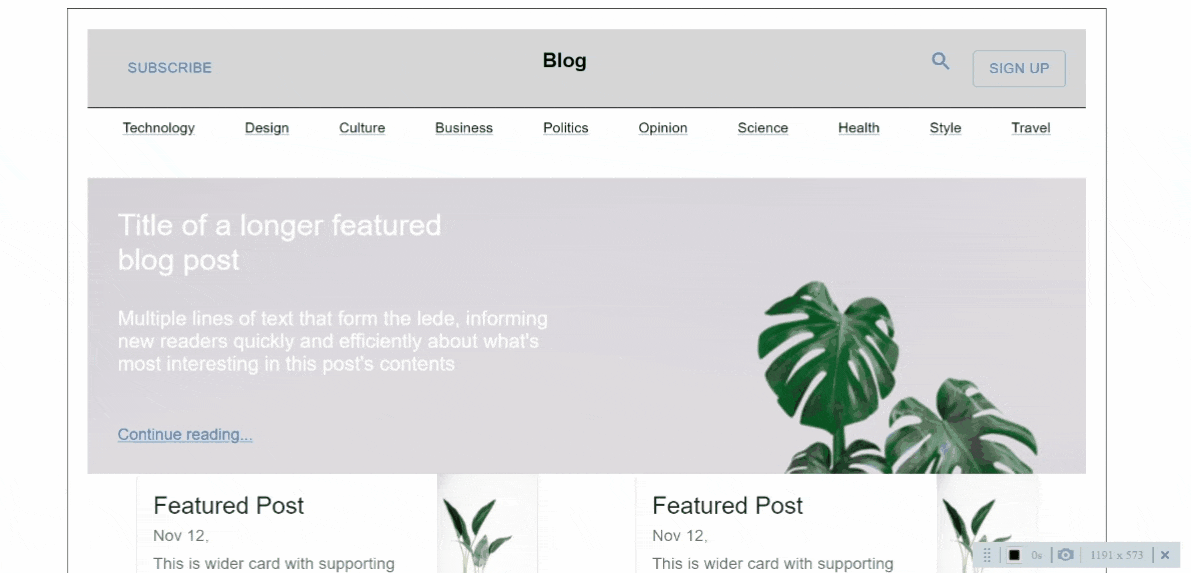 SUBSCRIBE
Blog
SIGN UP
Technology Design Culture Business Politics Opinion Science Health Style Travel
Title of a longer featured
blog post
Multiple lines of text that form the lede, informing
new readers quickly and efficiently about what's
most interesting in this post's contents
Continue reading...
Featured Post
Nov 12,
This is wider card with supporting
Featured Post
Nov 12,
This is wider card with supporting
0s
1191 x 573